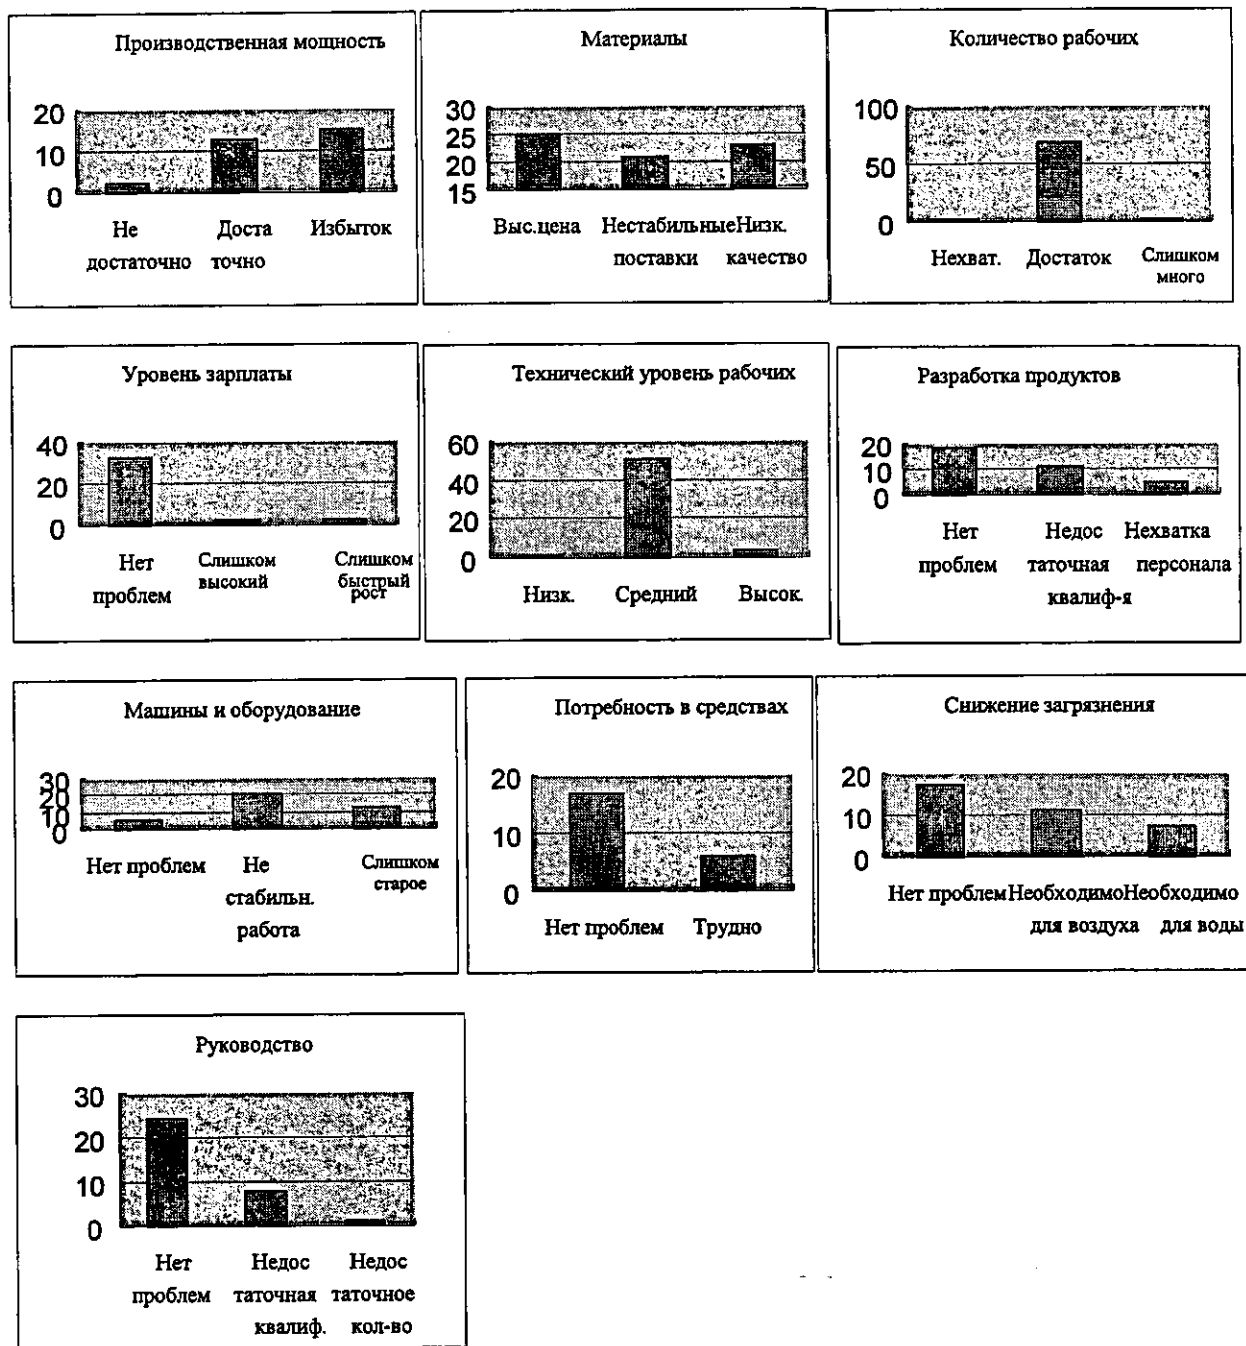 Производственная мощность
20
10
0
Не Доста Избыток
достаточно точно
Материалы
30
25
20
15
Выс.цена Нестабильные Низк.
поставки качество
Количество рабочих
100
50
0
Нехват. Достаток Слишком
много
Уровень зарплаты
40
20
0
Нет Слишком Слишком
проблем высокий быстрый
рост
Технический уровень рабочих
60
40
20
0
Низк. Средний Высок.
Разработка продуктов
20
10
0
Нет Недос Нехватка
проблем таточная персонала
квалиф-я
Машины и оборудование
30
20
10
0
Нет проблем Не Слишком
стабильн. старое
работа
Потребность в средствах
20
10
0
Нет проблем Трудно
Снижение загрязнения
20
10
0
Нет проблем Необходимо Необходимо
для воздуха для воды
Руководство
30
20
10
0
Нет Недос Недос
проблем таточная таточное
квалиф. кол-во